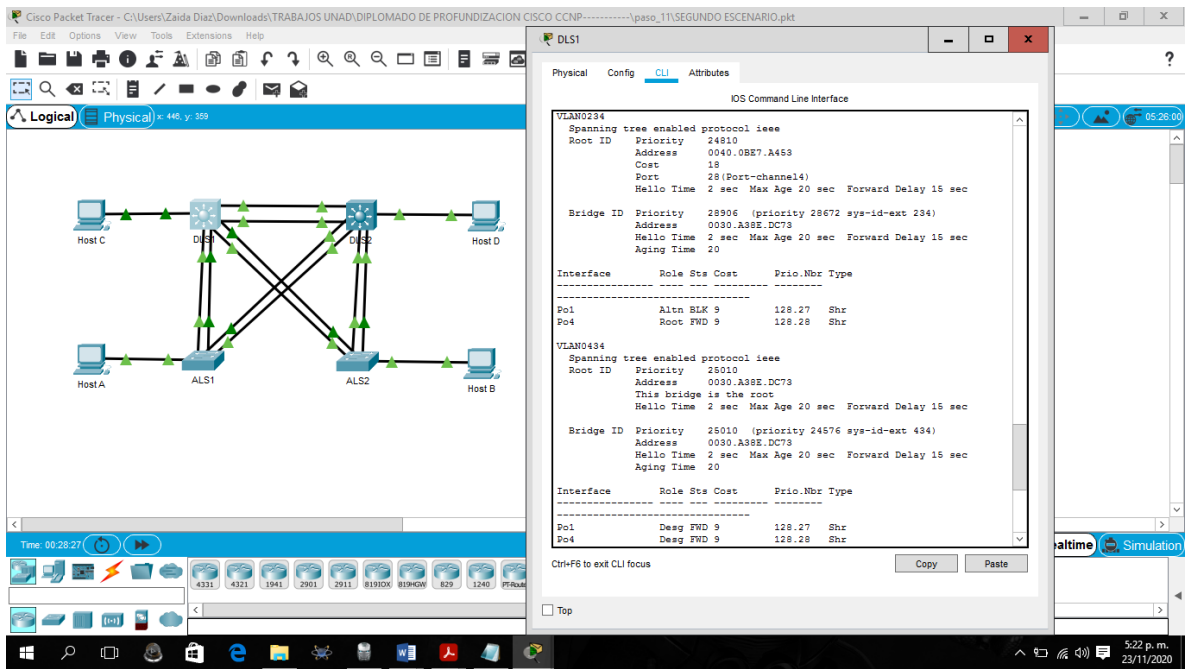 Cisco Packet Tracer - C:\Users\Zaida Diaz\Downloads\TRABAJOS UNAD\DIPLOMADO DE PROFUNDIZACION CISCO CCNP-----------\paso_11\SEGUNDO ESCENARIO.pkt
File Edit Options View Tools Extensions Help
Logical Physical x: 446, y: 359
05:26:00
Host C
DLS1
DLS2
Host D
Host A
ALS1
ALS2
Host B
Time: 00:28:27
ealtime Simulation
4331 4321 1941 2901 2911 819IOX 819HGW 829 1240 PT-Route
DLS1
Physical Config CLI Attributes
IOS Command Line Interface
VLAN0234
Spanning tree enabled protocol ieee
Root ID Priority 24810
Address 0040.0BE7.A453
Cost 18
Port 28(Port-channel4)
Hello Time 2 sec Max Age 20 sec Forward Delay 15 sec
Bridge ID Priority 28906 (priority 28672 sys-id-ext 234)
Address 0030.A38E.DC73
Hello Time 2 sec Max Age 20 sec Forward Delay 15 sec
Aging Time 20
Interface Role Sts Cost Prio.Nbr Type
---------------- ---- --- --------- -------- 
--------------------------------
Po1 Altn BLK 9 128.27 Shr
Po4 Root FWD 9 128.28 Shr
VLAN0434
Spanning tree enabled protocol ieee
Root ID Priority 25010
Address 0030.A38E.DC73
This bridge is the root
Hello Time 2 sec Max Age 20 sec Forward Delay 15 sec
Bridge ID Priority 25010 (priority 24576 sys-id-ext 434)
Address 0030.A38E.DC73
Hello Time 2 sec Max Age 20 sec Forward Delay 15 sec
Aging Time 20
Interface Role Sts Cost Prio.Nbr Type
---------------- ---- --- --------- --------
--------------------------------
Po1 Desg FWD 9 128.27 Shr
Po4 Desg FWD 9 128.28 Shr
Ctrl+F6 to exit CLI focus
Copy Paste
Top
5:22 p. m.
23/11/2020